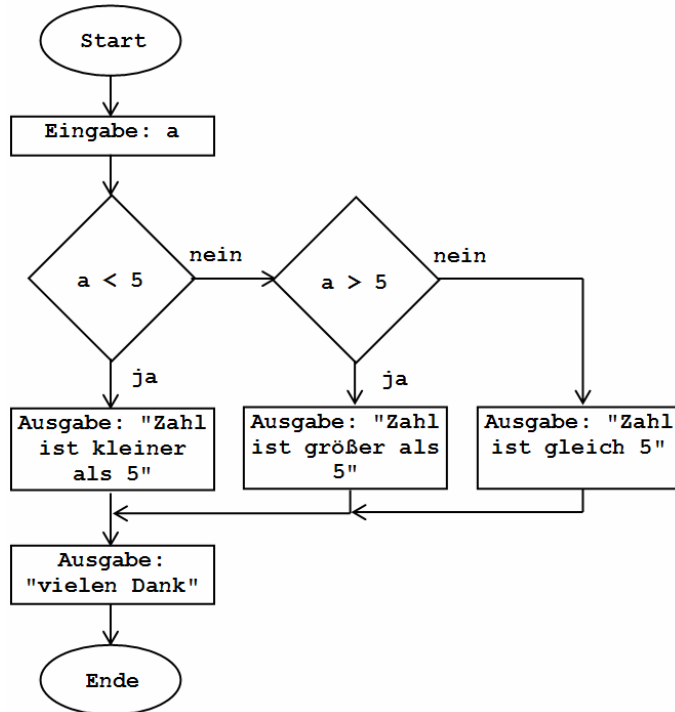 Start
Eingabe: a
a < 5
nein
a > 5
nein
ja
ja
Ausgabe: "Zahl
ist kleiner
als 5"
Ausgabe: "Zahl
ist größer als
5"
Ausgabe: "Zahl
ist gleich 5"
Ausgabe:
"vielen Dank"
Ende